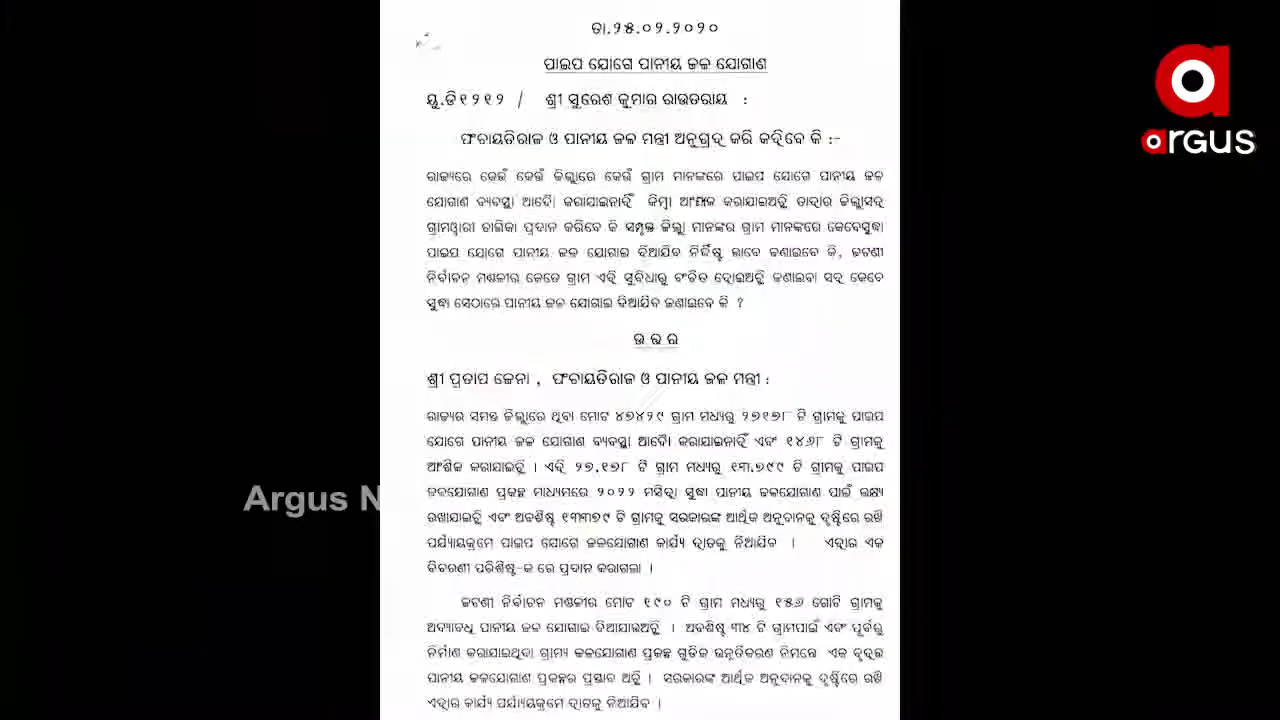 ତା.୨୫.୦୨.୨୦୨୦
ପାଇପ ଯୋଗେ ପାନୀୟ ଜଳ ଯୋଗାଣ
ୟୁ.ଡି୧୨୧୨ / ଶ୍ରୀ ସୁରେଶ କୁମାର ରାଉତରାୟ :
ପଂଚାୟତିରାଜ ଓ ପାନୀୟ ଜଳ ମନ୍ତ୍ରୀ ଅନୁଗ୍ରହ କରି କହିବେ କି :-
ରାଜ୍ୟରେ କେଉଁ କେଉଁ ଜିଲ୍ଲାରେ କେଉଁ ଗ୍ରାମ ମାନଙ୍କରେ ପାଇପ ଯୋଗେ ପାନୀୟ ଜଳ
ଯୋଗାଣ ବ୍ୟବସ୍ଥା ଆଦୌ କରାଯାଇନାହିଁ କିମ୍ବା ଆଂଶିକ କରାଯାଇଅଛି ତାହାର ଜିଲ୍ଲାସହ
ଗ୍ରାମୱାରୀ ତାଲିକା ପ୍ରଦାନ କରିବେ କି ସମ୍ପୃକ୍ତ ଜିଲ୍ଲା ମାନଙ୍କର ଗ୍ରାମ ମାନଙ୍କରେ କେବେସୁଦ୍ଧା
ପାଇପ ଯୋଗେ ପାନୀୟ ଜଳ ଯୋଗାଇ ଦିଆଯିବ ନିର୍ଦ୍ଦିଷ୍ଟ ଭାବେ ଜଣାଇବେ କି, ଜଟଣୀ
ନିର୍ବାଚନ ମଣ୍ଡଳୀର କେତେ ଗ୍ରାମ ଏହି ସୁବିଧାରୁ ବଂଚିତ ହୋଇଅଛି ଜଣାଇବା ସହ କେବେ
ସୁଦ୍ଧା ସେଠାରେ ପାନୀୟ ଜଳ ଯୋଗାଇ ଦିଆଯିବ ଜଣାଇବେ କି ?
ଉ ତ୍ତ ର
ଶ୍ରୀ ପ୍ରତାପ ଜେନା , ପଂଚାୟତିରାଜ ଓ ପାନୀୟ ଜଳ ମନ୍ତ୍ରୀ :
ରାଜ୍ୟର ସମସ୍ତ ଜିଲ୍ଲାରେ ଥିବା ମୋଟ ୪୭୪୨୯ ଗ୍ରାମ ମଧ୍ୟରୁ ୨୭୧୭୮ ଟି ଗ୍ରାମକୁ ପାଇପ
ଯୋଗେ ପାନୀୟ ଜଳ ଯୋଗାଣ ବ୍ୟବସ୍ଥା ଆଦୌ କରାଯାଇନାହିଁ ଏବଂ ୧୪୬୮ ଟି ଗ୍ରାମକୁ
ଆଂଶିକ କରାଯାଇଛି । ଏହି ୨୭.୧୭୮ ଟି ଗ୍ରାମ ମଧ୍ୟରୁ ୧୩.୭୯୯ ଟି ଗ୍ରାମକୁ ପାଇପ
ଜଳଯୋଗାଣ ପ୍ରକଳ୍ପ ମାଧ୍ୟମରେ ୨୦୨୨ ମସିହା ସୁଦ୍ଧା ପାନୀୟ ଜଳଯୋଗାଣ ପାଇଁ ଲକ୍ଷ୍ୟ
ରଖାଯାଇଛି ଏବଂ ଅବଶିଷ୍ଟ ୧୩୩୭୯ ଟି ଗ୍ରାମକୁ ସରକାରଙ୍କ ଆର୍ଥିକ ଅନୁଦାନକୁ ଦୃଷ୍ଟିରେ ରଖି
ପର୍ଯ୍ୟାୟକ୍ରମେ ପାଇପ ଯୋଗେ ଜଳଯୋଗାଣ କାର୍ଯ୍ୟ ହାତକୁ ନିଆଯିବ । ଏହାର ଏକ
ବିବରଣୀ ପରିଶିଷ୍ଟ-କ ରେ ପ୍ରଦାନ କରାଗଲା ।
ଜଟଣୀ ନିର୍ବାଚନ ମଣ୍ଡଳୀର ମୋଟ ୧୯୦ ଟି ଗ୍ରାମ ମଧ୍ୟରୁ ୧୫୬ ଗୋଟି ଗ୍ରାମକୁ
ଅଦ୍ୟାବଧି ପାନୀୟ ଜଳ ଯୋଗାଇ ଦିଆଯାଉଅଛି । ଅବଶିଷ୍ଟ ୩୪ ଟି ଗ୍ରାମପାଇଁ ଏବଂ ପୂର୍ବରୁ
ନିର୍ମାଣ କରାଯାଇଥିବା ଗ୍ରାମ୍ୟ ଜଳଯୋଗାଣ ପ୍ରକଳ୍ପ ଗୁଡିକ ଉନ୍ନତିକରଣ ନିମନ୍ତେ ଏକ ବୃହତ
ପାନୀୟ ଜଳଯୋଗାଣ ପ୍ରକଳ୍ପର ପ୍ରସ୍ତାବ ଅଛି । ସରକାରଙ୍କ ଆର୍ଥିକ ଅନୁଦାନକୁ ଦୃଷ୍ଟିରେ ରଖି
ଏହାର କାର୍ଯ୍ୟ ପର୍ଯ୍ୟାୟକ୍ରମେ ହାତକୁ ନିଆଯିବ ।
argus
Argus N